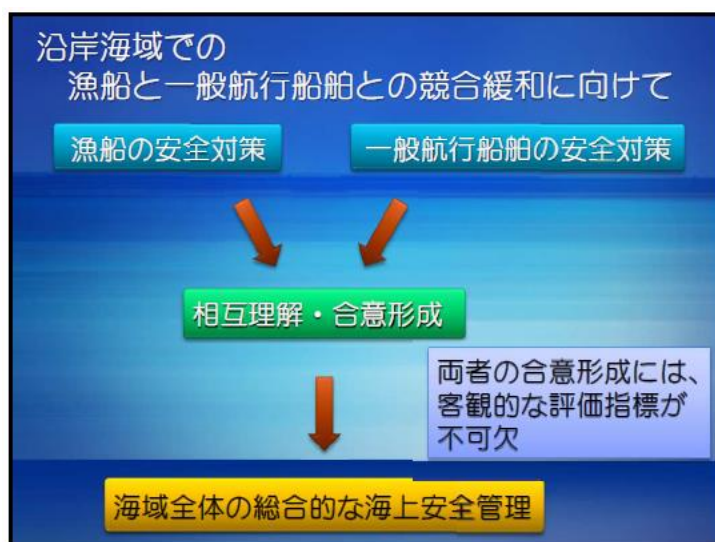 沿岸海域での
漁船と一般航行船舶との競合緩和に向けて
漁船の安全対策
一般航行船舶の安全対策
相互理解・合意形成
両者の合意形成には、
客観的な評価指標が
不可欠
海域全体の総合的な海上安全管理